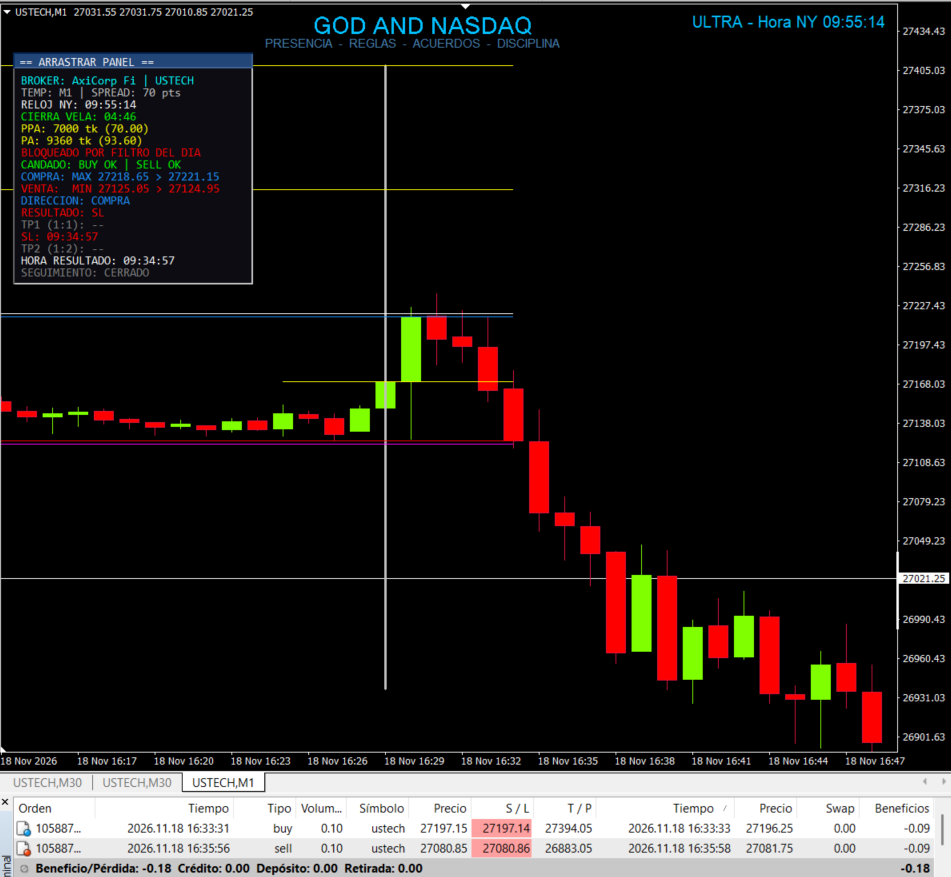 USTECH,M1 27031.55 27031.75 27010.85 27021.25
GOD AND NASDAQ
PRESENCIA - REGLAS - ACUERDOS - DISCIPLINA
ULTRA - Hora NY 09:55:14
== ARRASTRAR PANEL ==
BROKER: AxiCorp Fi | USTECH
TEMP: M1 | SPREAD: 70 pts
RELOJ NY: 09:55:14
CIERRA VELA: 04:46
PPA: 7000 tk (70.00)
PA: 9360 tk (93.60)
BLOQUEADO POR FILTRO DEL DIA
CANDADO: BUY OK | SELL OK
COMPRA: MAX 27218.65 > 27221.15
VENTA: MIN 27125.05 > 27124.95
DIRECCION: COMPRA
RESULTADO: SL
TP1 (1:1): --
SL: 09:34:57
TP2 (1:2): --
HORA RESULTADO: 09:34:57
SEGUIMIENTO: CERRADO
27434.43
27405.03
27375.03
27345.63
27316.23
27286.23
27256.83
27227.43
27197.43
27168.03
27138.03
27108.63
27079.23
27049.23
27021.25
26990.43
26960.43
26931.03
26901.63
18 Nov 2026 18 Nov 16:17 18 Nov 16:20 18 Nov 16:23 18 Nov 16:26 18 Nov 16:29 18 Nov 16:32 18 Nov 16:35 18 Nov 16:38 18 Nov 16:41 18 Nov 16:44 18 Nov 16:47
USTECH,M30 USTECH,M30 USTECH,M1
Orden Tiempo Tipo Volum... Símbolo Precio S / L T / P Tiempo / Precio Swap Beneficios
105887... 2026.11.18 16:33:31 buy 0.10 ustech 27197.15 27197.14 27394.05 2026.11.18 16:33:33 27196.25 0.00 -0.09
105887... 2026.11.18 16:35:56 sell 0.10 ustech 27080.85 27080.86 26883.05 2026.11.18 16:35:58 27081.75 0.00 -0.09
Beneficio/Pérdida: -0.18 Crédito: 0.00 Depósito: 0.00 Retirada: 0.00 -0.18
minal